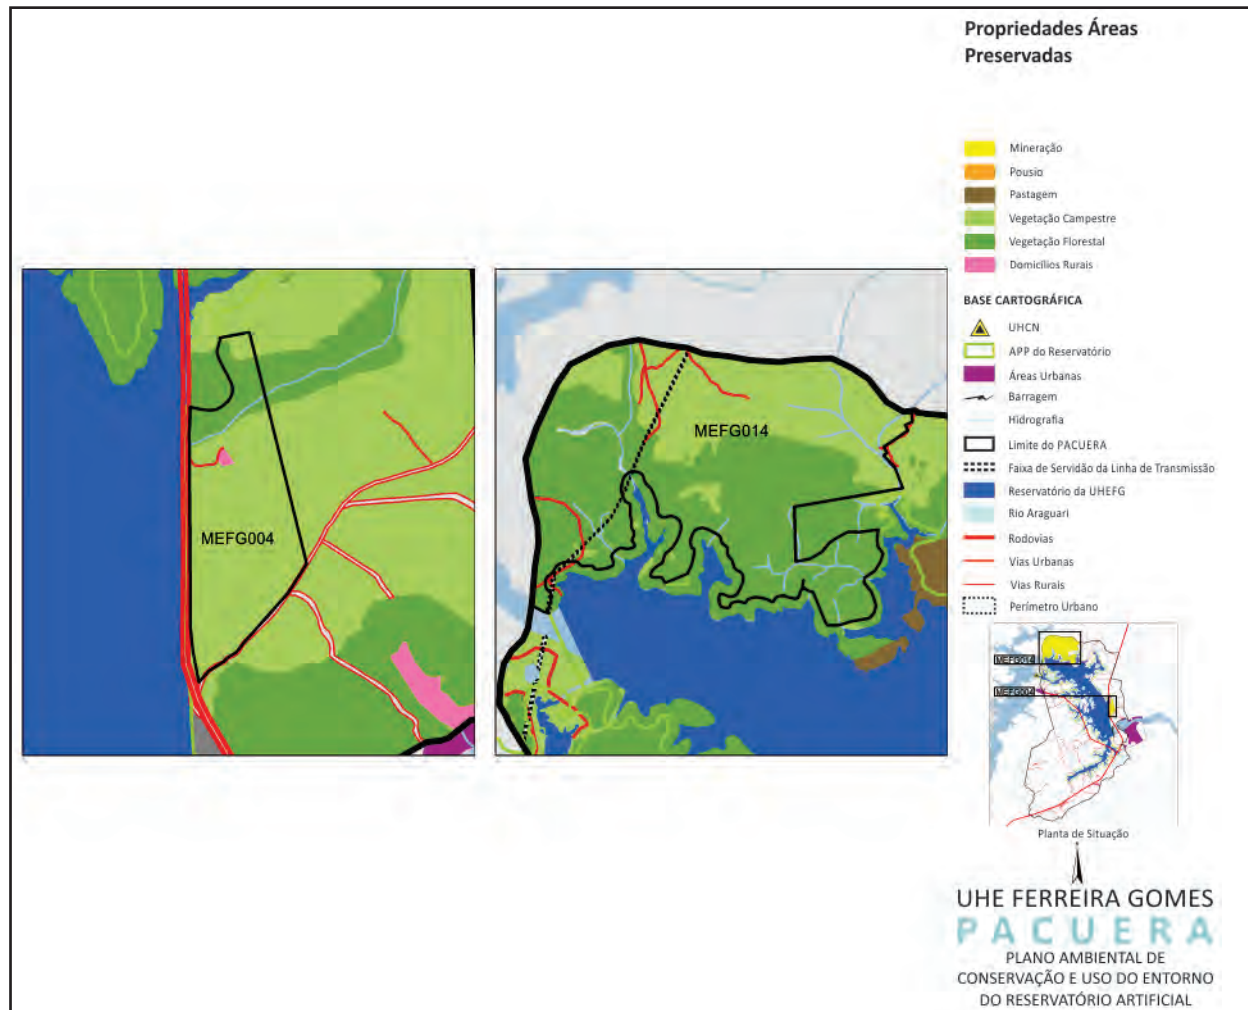 Propriedades Áreas
Preservadas
Mineração
Pousio
Pastagem
Vegetação Campestre
Vegetação Florestal
Domicílios Rurais
BASE CARTOGRÁFICA
UHCN
APP do Reservatório
Áreas Urbanas
Barragem
Hidrografia
Limite do PACUERA
Faixa de Servidão da Linha de Transmissão
Reservatório da UHEFG
Rio Araguari
Rodovias
Vias Urbanas
Vias Rurais
Perímetro Urbano
MEFG004
MEFG014
MEFG014
MEFG004
Planta de Situação
UHE FERREIRA GOMES
PACUERA
PLANO AMBIENTAL DE
CONSERVAÇÃO E USO DO ENTORNO
DO RESERVATÓRIO ARTIFICIAL